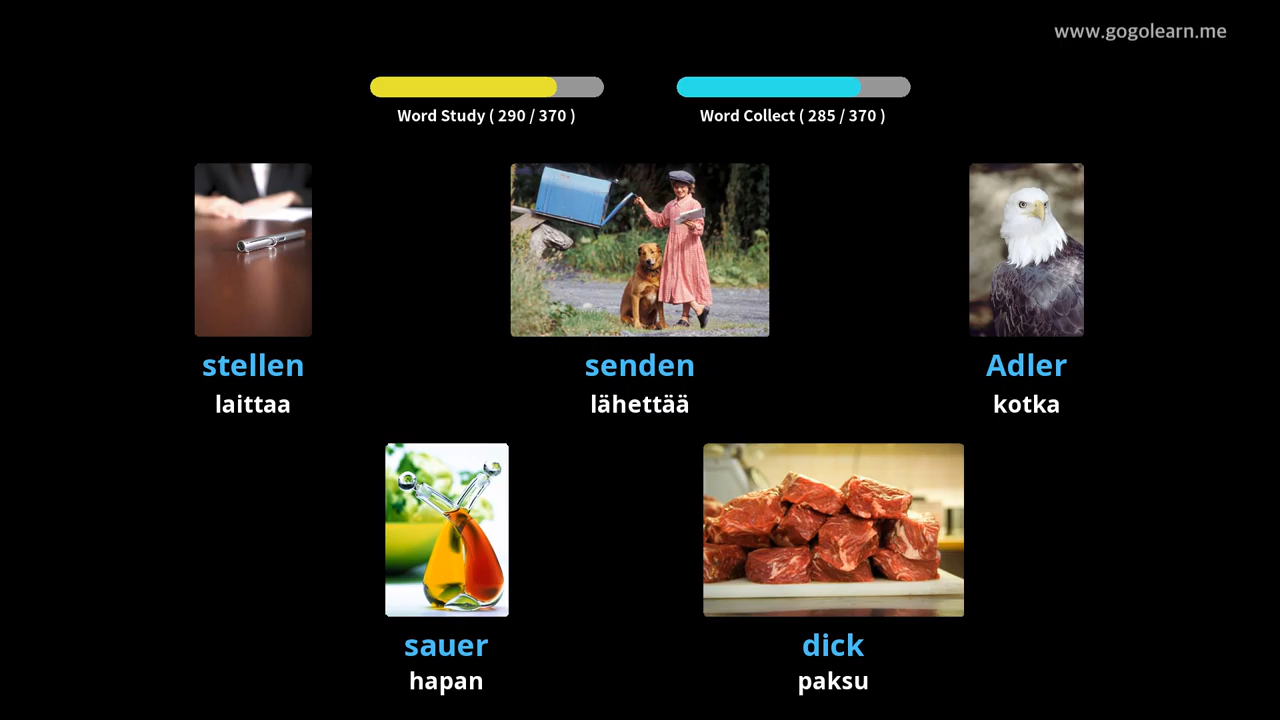 www.gogolearn.me
Word Study ( 290 / 370 )
Word Collect ( 285 / 370 )
stellen
laittaa
senden
lähettää
Adler
kotka
sauer
hapan
dick
paksu